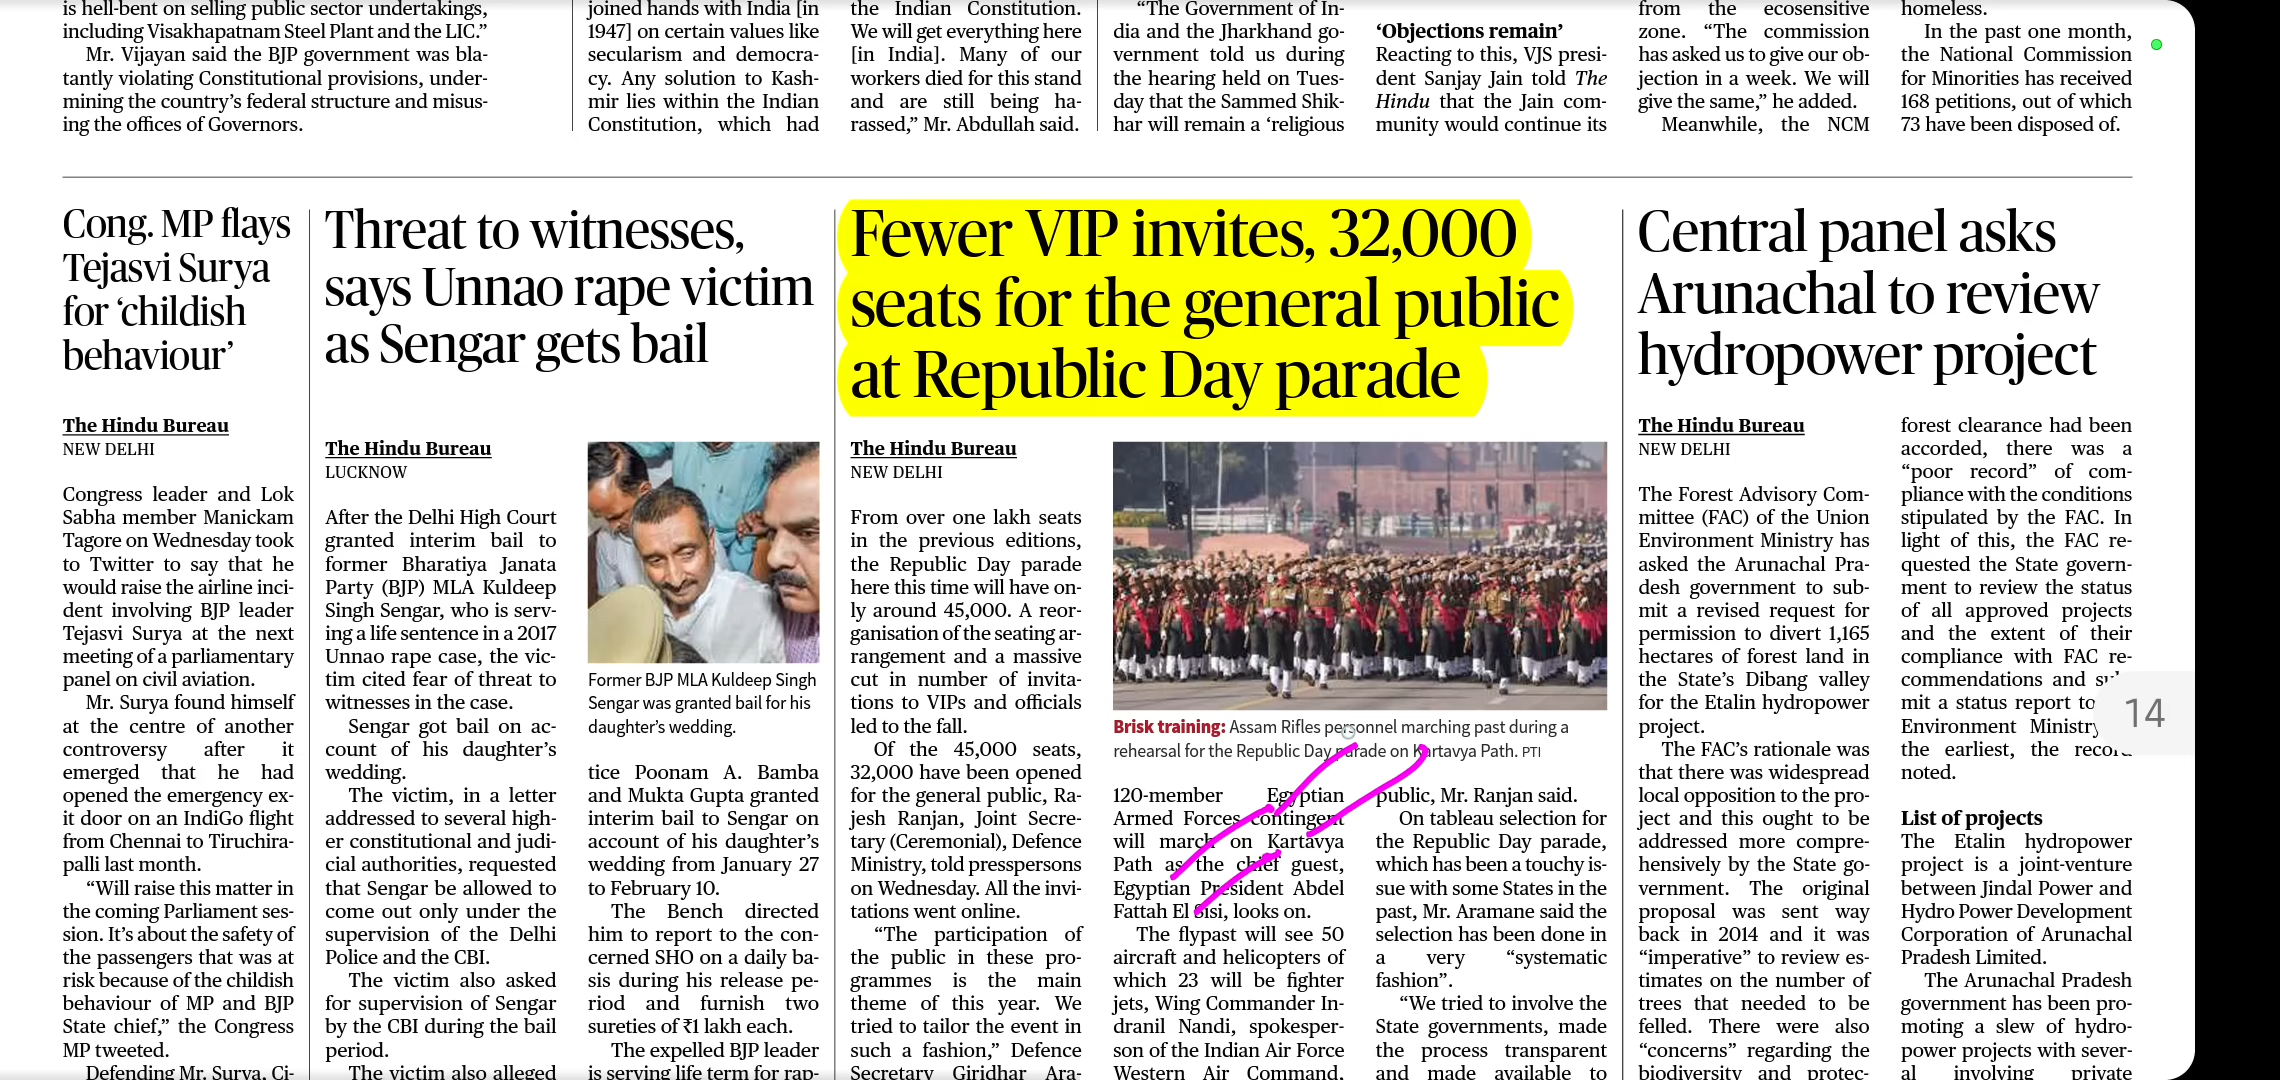 is hell-bent on selling public sector undertakings,
including Visakhapatnam Steel Plant and the LIC.”
Mr. Vijayan said the BJP government was bla-
tantly violating Constitutional provisions, under-
mining the country’s federal structure and misus-
ing the offices of Governors.
joined hands with India [in
1947] on certain values like
secularism and democra-
cy. Any solution to Kash-
mir lies within the Indian
Constitution, which had
the Indian Constitution.
We will get everything here
[in India]. Many of our
workers died for this stand
and are still being ha-
rassed,” Mr. Abdullah said.
“The Government of In-
dia and the Jharkhand go-
vernment told us during
the hearing held on Tues-
day that the Sammed Shik-
har will remain a ‘religious
‘Objections remain’
Reacting to this, VJS presi-
dent Sanjay Jain told The
Hindu that the Jain com-
munity would continue its
from the ecosensitive
zone. “The commission
has asked us to give our ob-
jection in a week. We will
give the same,” he added.
Meanwhile, the NCM
homeless.
In the past one month,
the National Commission
for Minorities has received
168 petitions, out of which
73 have been disposed of.
Cong. MP flays
Tejasvi Surya
for ‘childish
behaviour’
The Hindu Bureau
NEW DELHI
Congress leader and Lok
Sabha member Manickam
Tagore on Wednesday took
to Twitter to say that he
would raise the airline inci-
dent involving BJP leader
Tejasvi Surya at the next
meeting of a parliamentary
panel on civil aviation.
Mr. Surya found himself
at the centre of another
controversy after it
emerged that he had
opened the emergency ex-
it door on an IndiGo flight
from Chennai to Tiruchira-
palli last month.
“Will raise this matter in
the coming Parliament ses-
sion. It’s about the safety of
the passengers that was at
risk because of the childish
behaviour of MP and BJP
State chief,” the Congress
MP tweeted.
Defending Mr. Surya, Ci-
Threat to witnesses,
says Unnao rape victim
as Sengar gets bail
The Hindu Bureau
LUCKNOW
After the Delhi High Court
granted interim bail to
former Bharatiya Janata
Party (BJP) MLA Kuldeep
Singh Sengar, who is serv-
ing a life sentence in a 2017
Unnao rape case, the vic-
tim cited fear of threat to
witnesses in the case.
Sengar got bail on ac-
count of his daughter’s
wedding.
The victim, in a letter
addressed to several high-
er constitutional and judi-
cial authorities, requested
that Sengar be allowed to
come out only under the
supervision of the Delhi
Police and the CBI.
The victim also asked
for supervision of Sengar
by the CBI during the bail
period.
The victim also alleged
Former BJP MLA Kuldeep Singh
Sengar was granted bail for his
daughter’s wedding.
tice Poonam A. Bamba
and Mukta Gupta granted
interim bail to Sengar on
account of his daughter’s
wedding from January 27
to February 10.
The Bench directed
him to report to the con-
cerned SHO on a daily ba-
sis during his release pe-
riod and furnish two
sureties of ₹1 lakh each.
The expelled BJP leader
is serving life term for rap-
Fewer VIP invites, 32,000
seats for the general public
at Republic Day parade
The Hindu Bureau
NEW DELHI
From over one lakh seats
in the previous editions,
the Republic Day parade
here this time will have on-
ly around 45,000. A reor-
ganisation of the seating ar-
rangement and a massive
cut in number of invita-
tions to VIPs and officials
led to the fall.
Of the 45,000 seats,
32,000 have been opened
for the general public, Ra-
jesh Ranjan, Joint Secre-
tary (Ceremonial), Defence
Ministry, told presspersons
on Wednesday. All the invi-
tations went online.
“The participation of
the public in these pro-
grammes is the main
theme of this year. We
tried to tailor the event in
such a fashion,” Defence
Secretary Giridhar Ara-
Brisk training: Assam Rifles personnel marching past during a
rehearsal for the Republic Day parade on Kartavya Path. PTI
120-member Egyptian
Armed Forces contingent
will march on Kartavya
Path as the chief guest,
Egyptian President Abdel
Fattah El Sisi, looks on.
The flypast will see 50
aircraft and helicopters of
which 23 will be fighter
jets, Wing Commander In-
dranil Nandi, spokesper-
son of the Indian Air Force
Western Air Command,
public, Mr. Ranjan said.
On tableau selection for
the Republic Day parade,
which has been a touchy is-
sue with some States in the
past, Mr. Aramane said the
selection has been done in
a very “systematic
fashion”.
“We tried to involve the
State governments, made
the process transparent
and made available to
Central panel asks
Arunachal to review
hydropower project
The Hindu Bureau
NEW DELHI
The Forest Advisory Com-
mittee (FAC) of the Union
Environment Ministry has
asked the Arunachal Pra-
desh government to sub-
mit a revised request for
permission to divert 1,165
hectares of forest land in
the State’s Dibang valley
for the Etalin hydropower
project.
The FAC’s rationale was
that there was widespread
local opposition to the pro-
ject and this ought to be
addressed more compre-
hensively by the State go-
vernment. The original
proposal was sent way
back in 2014 and it was
“imperative” to review es-
timates on the number of
trees that needed to be
felled. There were also
“concerns” regarding the
biodiversity and protec-
forest clearance had been
accorded, there was a
“poor record” of com-
pliance with the conditions
stipulated by the FAC. In
light of this, the FAC re-
quested the State govern-
ment to review the status
of all approved projects
and the extent of their
compliance with FAC re-
commendations and sub-
mit a status report to
Environment Ministry
the earliest, the record
noted.
List of projects
The Etalin hydropower
project is a joint-venture
between Jindal Power and
Hydro Power Development
Corporation of Arunachal
Pradesh Limited.
The Arunachal Pradesh
government has been pro-
moting a slew of hydro-
power projects with sever-
al involving private
14